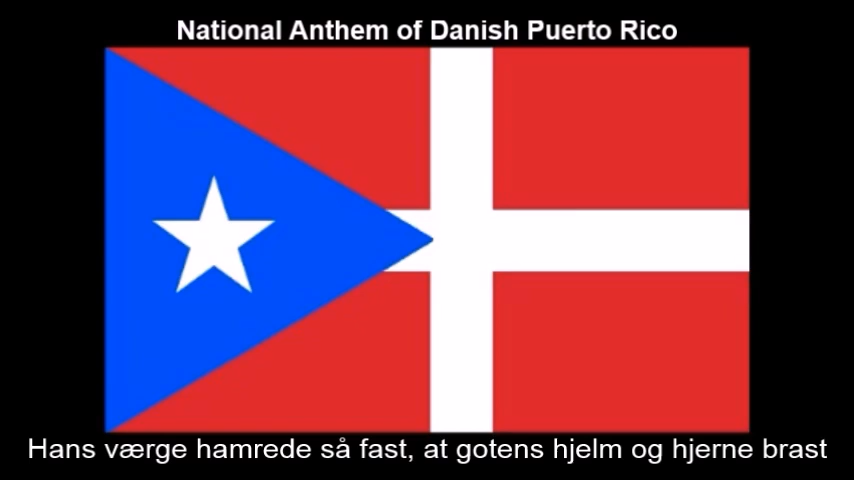 National Anthem of Danish Puerto Rico
Hans værge hamrede så fast, at gotens hjelm og hjerne brast